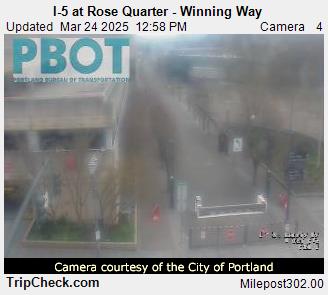 I-5 at Rose Quarter - Winning Way
Updated Mar 24 2025 12:58 PM Camera 4
PBOT
PORTLAND BUREAU OF TRANSPORTATION
Camera courtesy of the City of Portland
TripCheck.com Milepost302.00